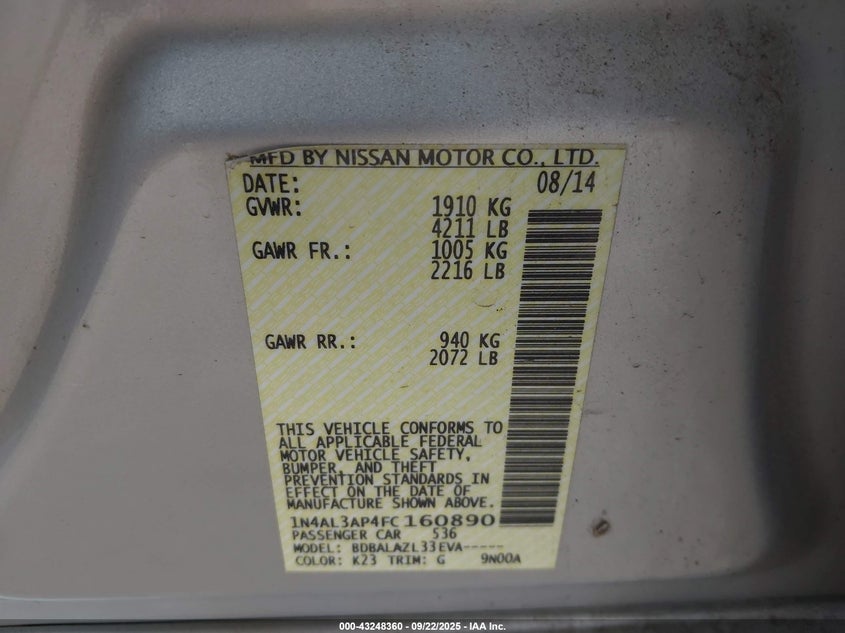 MFD BY NISSAN MOTOR CO., LTD.
DATE: 08/14
GVWR: 1910 KG
4211 LB
GAWR FR.: 1005 KG
2216 LB
GAWR RR.: 940 KG
2072 LB
THIS VEHICLE CONFORMS TO
ALL APPLICABLE FEDERAL
MOTOR VEHICLE SAFETY,
BUMPER, AND THEFT
PREVENTION STANDARDS IN
EFFECT ON THE DATE OF
MANUFACTURE SHOWN ABOVE.
1N4AL3AP4FC160890
PASSENGER CAR 536
MODEL: BDBALAZL33EVA-----
COLOR: K23 TRIM: G 9N00A
000-43248360 - 09/22/2025 - IAA Inc.